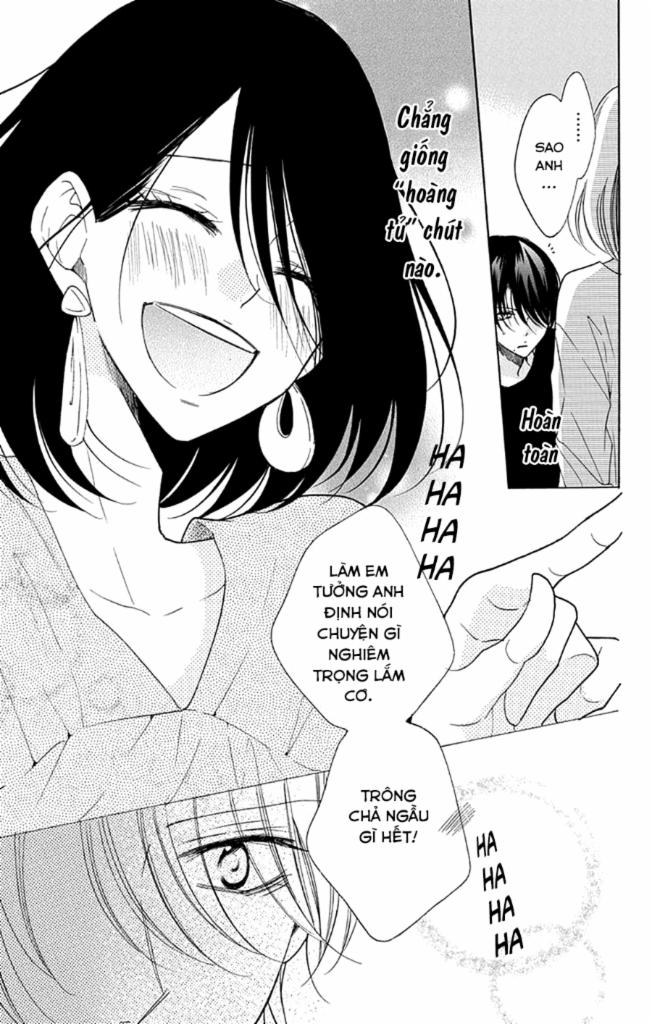 .......
SAO
ANH
...
Hoàn
toàn
Chẳng
giống
“hoàng
tử” chút
nào.
HA
HA
HA
HA
LÀM EM
TƯỞNG ANH
ĐỊNH NÓI
CHUYỆN GÌ
NGHIÊM
TRỌNG LẮM
CƠ.
TRÔNG
CHẢ NGẦU
GÌ HẾT!
HA
HA
HA
HA